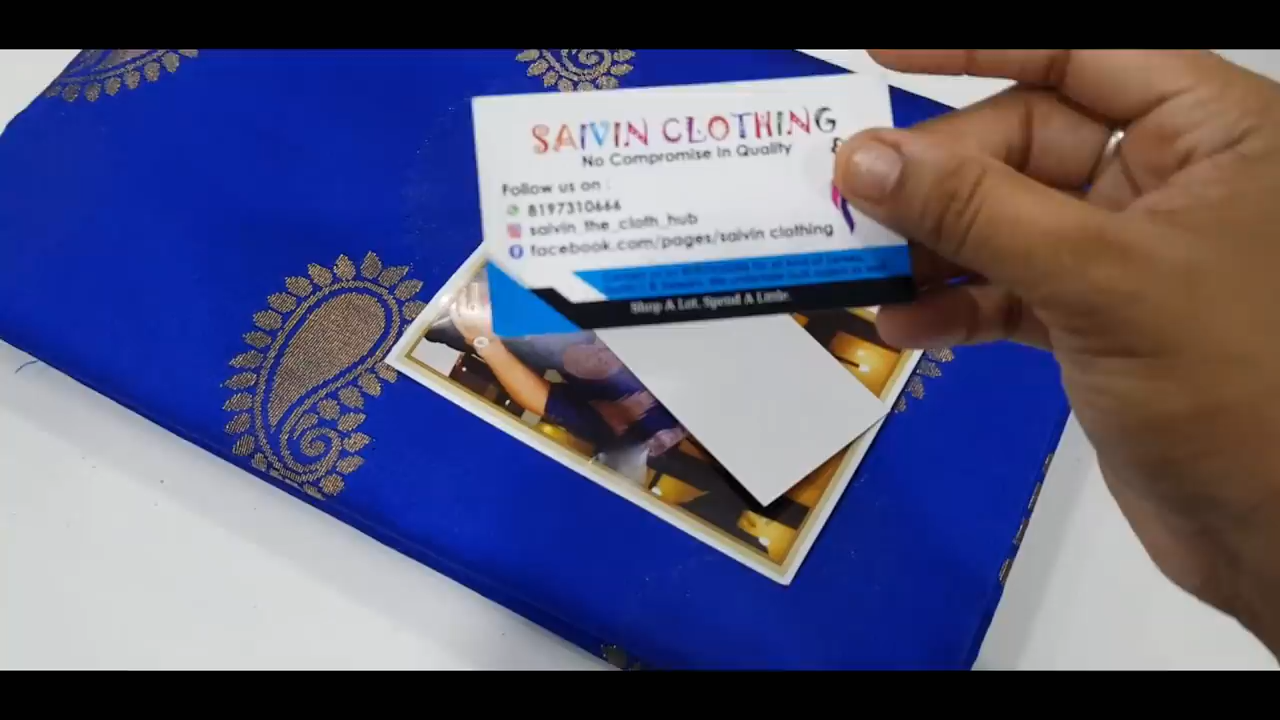 SAIVIN CLOTHING
No Compromise In Quality
&
Follow us on :
8197310666
saivin_the_cloth_hub
facebook.com/pages/saivin clothing
Shop A Lot. Spend A Little.